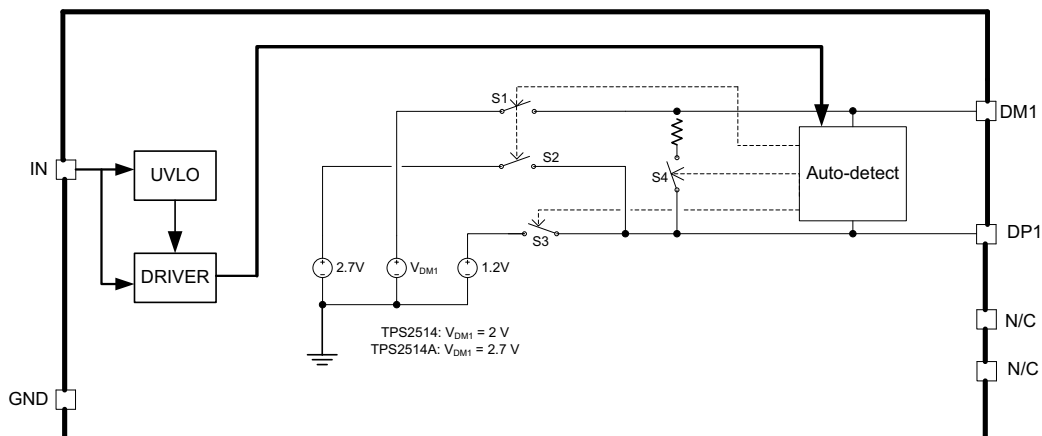 S1
DM1
IN
UVLO
S2
S4
Auto-detect
DP1
S3
DRIVER
2.7V
VDM1
1.2V
N/C
TPS2514: VDM1 = 2 V
TPS2514A: VDM1 = 2.7 V
N/C
GND